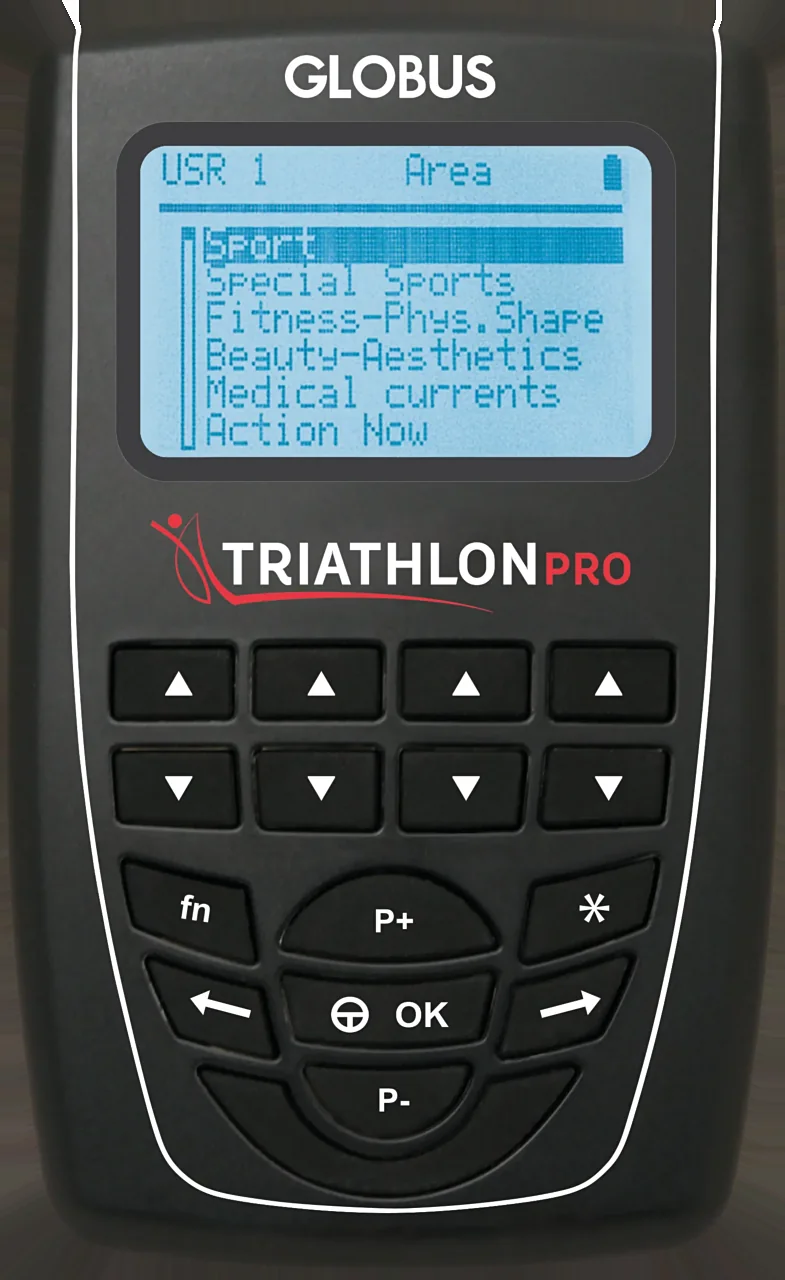 GLOBUS
USR 1 Area
Sport
Special Sports
Fitness-Phys.Shape
Beauty-Aesthetics
Medical currents
Action Now
TRIATHLON PRO
fn
P+
*
OK
P-